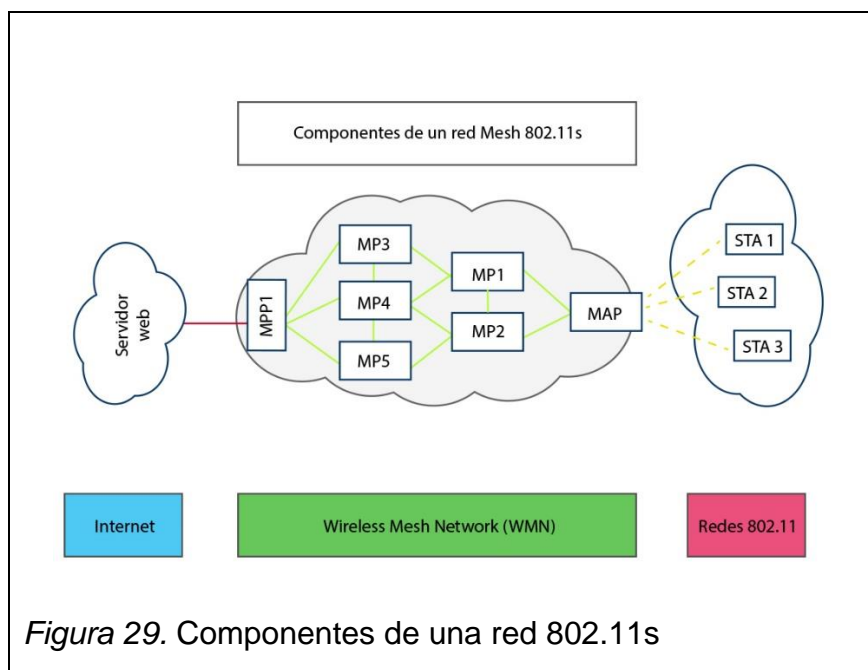 Componentes de un red Mesh 802.11s
Servidor
web
MPP1
MP3
MP4
MP5
MP1
MP2
MAP
STA 1
STA 2
STA 3
Internet
Wireless Mesh Network (WMN)
Redes 802.11
Figura 29. Componentes de una red 802.11s